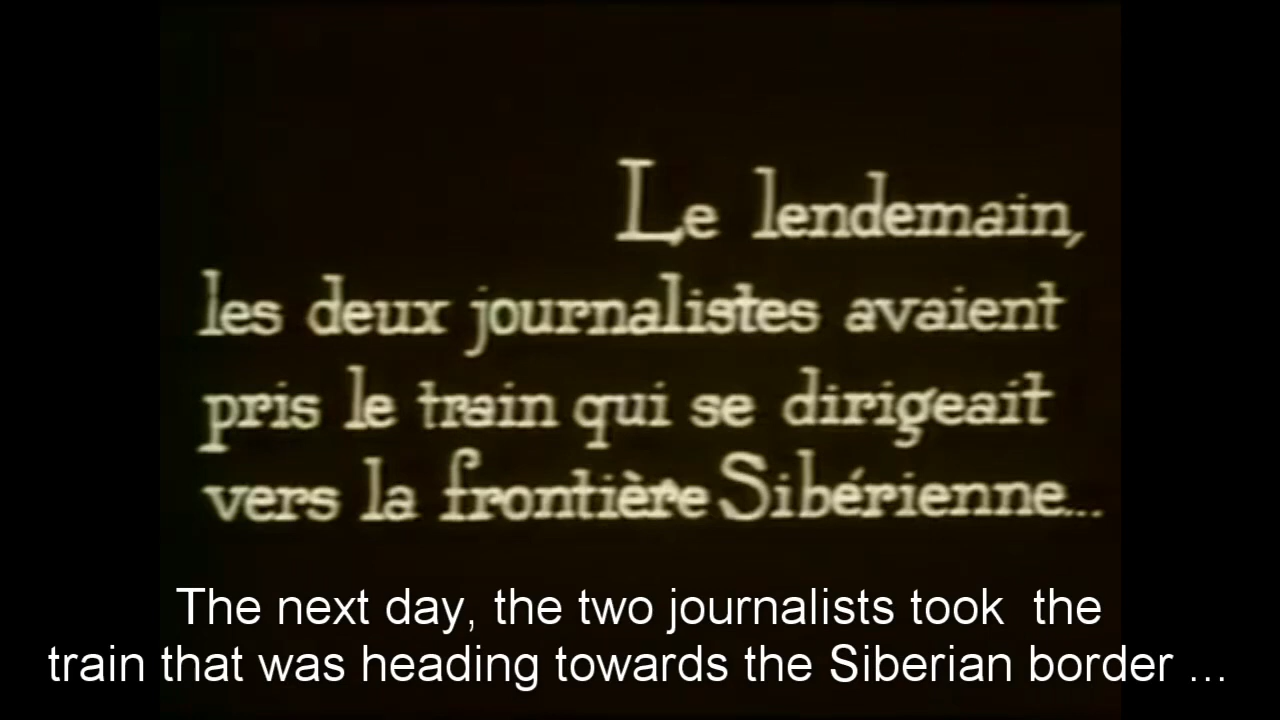 Le lendemain,
les deux journalistes avaient
pris le train qui se dirigeait
vers la frontière Sibérienne...
The next day, the two journalists took  the
train that was heading towards the Siberian border ...